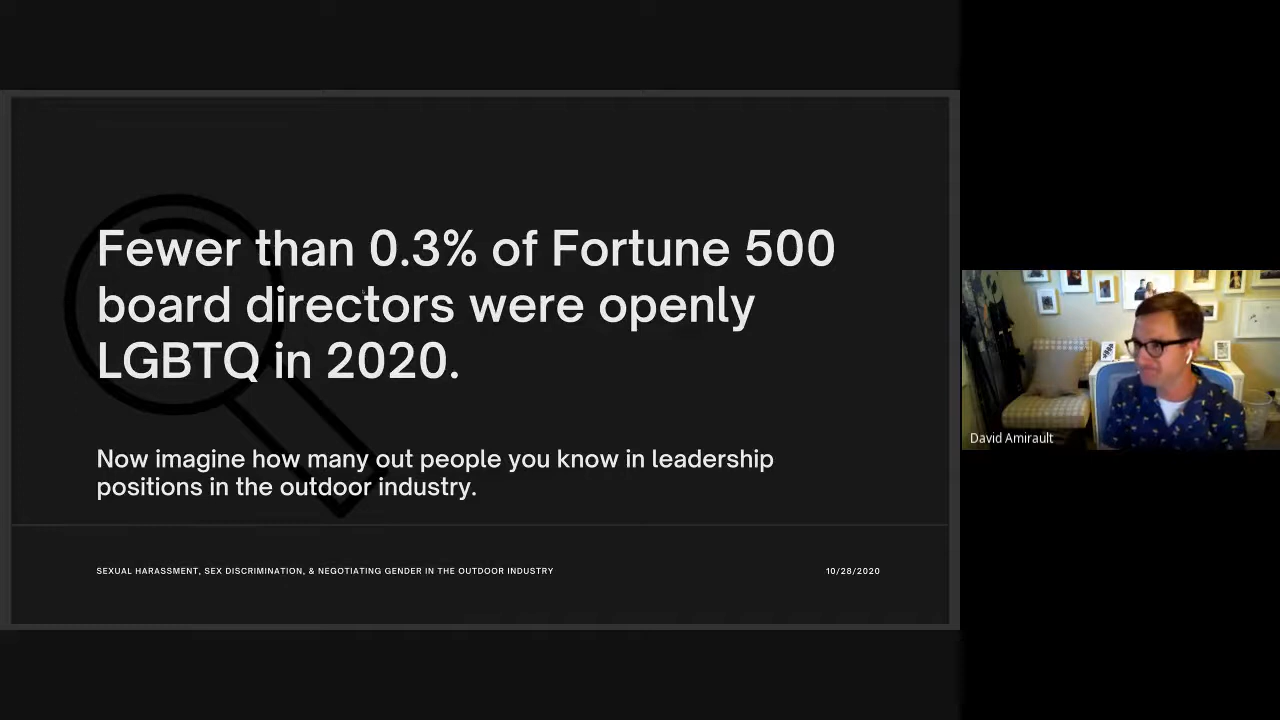 Fewer than 0.3% of Fortune 500
board directors were openly
LGBTQ in 2020.
Now imagine how many out people you know in leadership
positions in the outdoor industry.
SEXUAL HARASSMENT, SEX DISCRIMINATION, & NEGOTIATING GENDER IN THE OUTDOOR INDUSTRY
10/28/2020
David Amirault